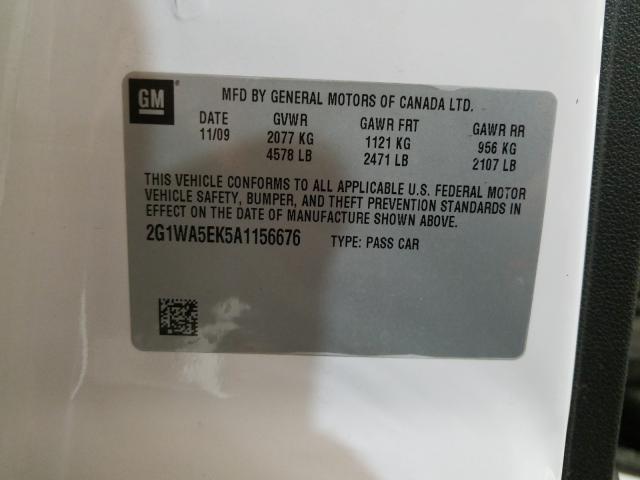 GM
MFD BY GENERAL MOTORS OF CANADA LTD.
DATE GVWR GAWR FRT GAWR RR
11/09 2077 KG 1121 KG 956 KG
4578 LB 2471 LB 2107 LB
THIS VEHICLE CONFORMS TO ALL APPLICABLE U.S. FEDERAL MOTOR
VEHICLE SAFETY, BUMPER, AND THEFT PREVENTION STANDARDS IN
EFFECT ON THE DATE OF MANUFACTURE SHOWN ABOVE.
2G1WA5EK5A1156676 TYPE: PASS CAR